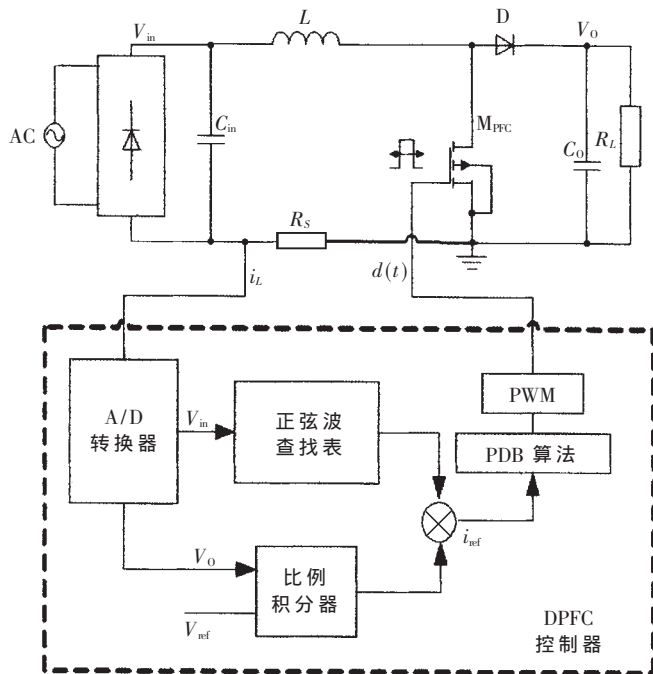 V_in
L
D
V_O
AC
C_in
M_PFC
C_O
R_L
R_S
i_L
d(t)
A/D
转换器
V_in
正弦波
查找表
PWM
PDB 算法
i_ref
V_O
比例
积分器
V_ref
DPFC
控制器